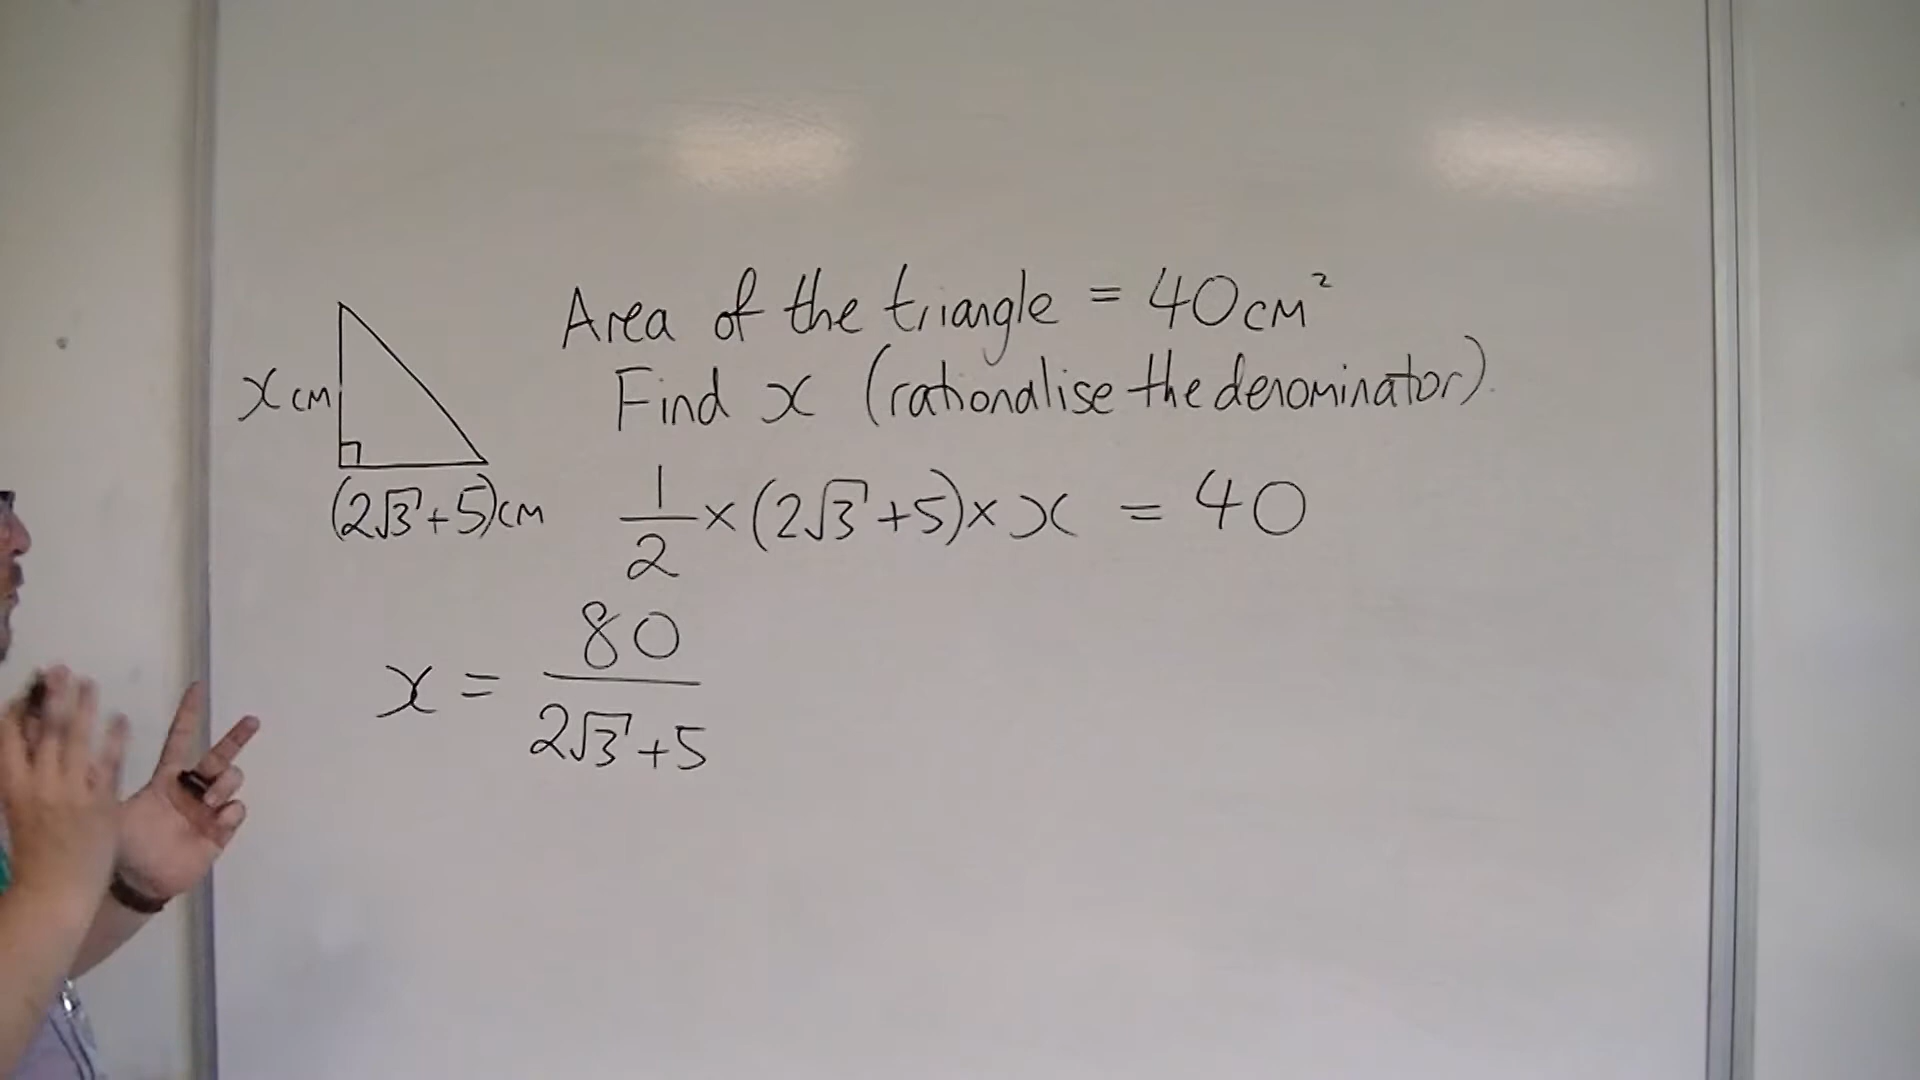 Area of the triangle = 40cm²
Find x (rationalise the denominator).
x cm
(2√3+5)cm
1/2 × (2√3+5) × x = 40
x = 80/(2√3+5)